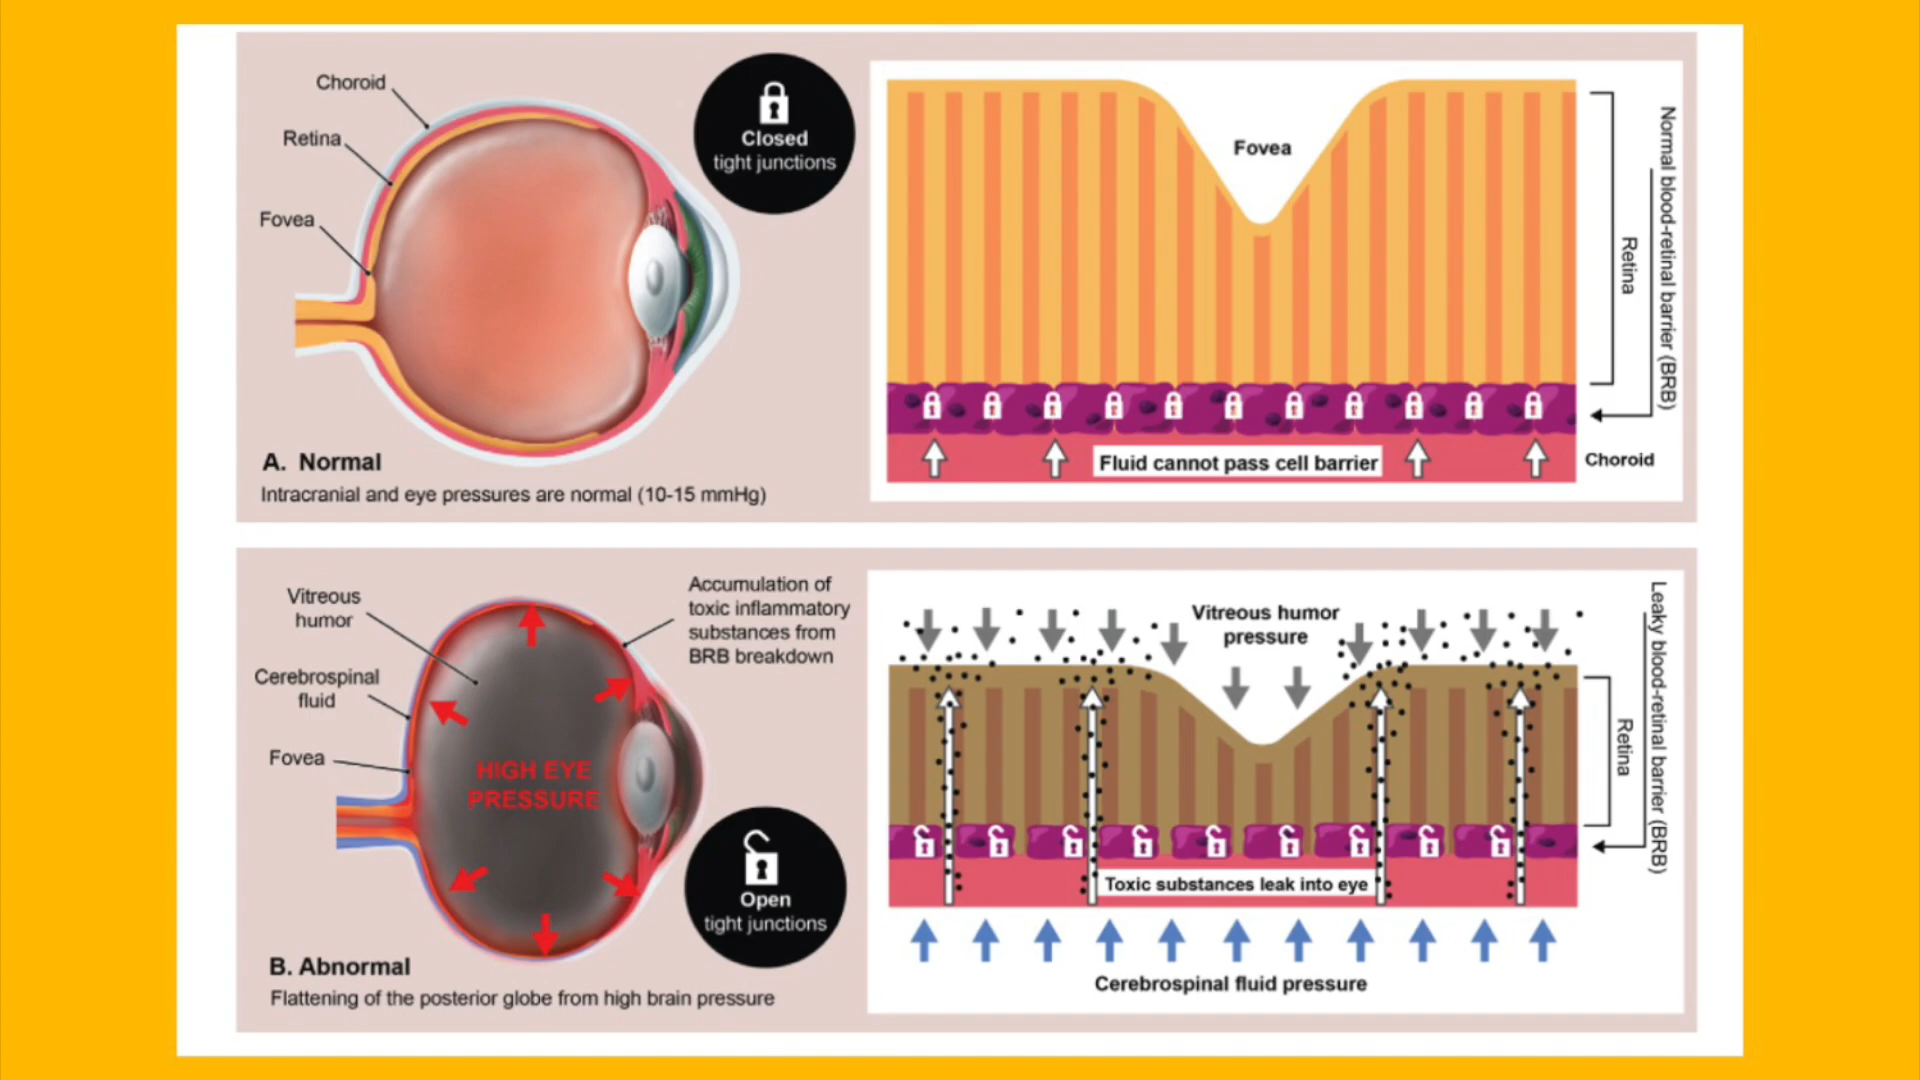 Choroid
Retina
Fovea
Closed
tight junctions
A. Normal
Intracranial and eye pressures are normal (10-15 mmHg)
Fovea
Retina
Normal blood-retinal barrier (BRB)
Fluid cannot pass cell barrier
Choroid
Vitreous
humor
Cerebrospinal
fluid
Fovea
Accumulation of
toxic inflammatory
substances from
BRB breakdown
HIGH EYE
PRESSURE
Open
tight junctions
B. Abnormal
Flattening of the posterior globe from high brain pressure
Vitreous humor
pressure
Retina
Leaky blood-retinal barrier (BRB)
Toxic substances leak into eye
Cerebrospinal fluid pressure